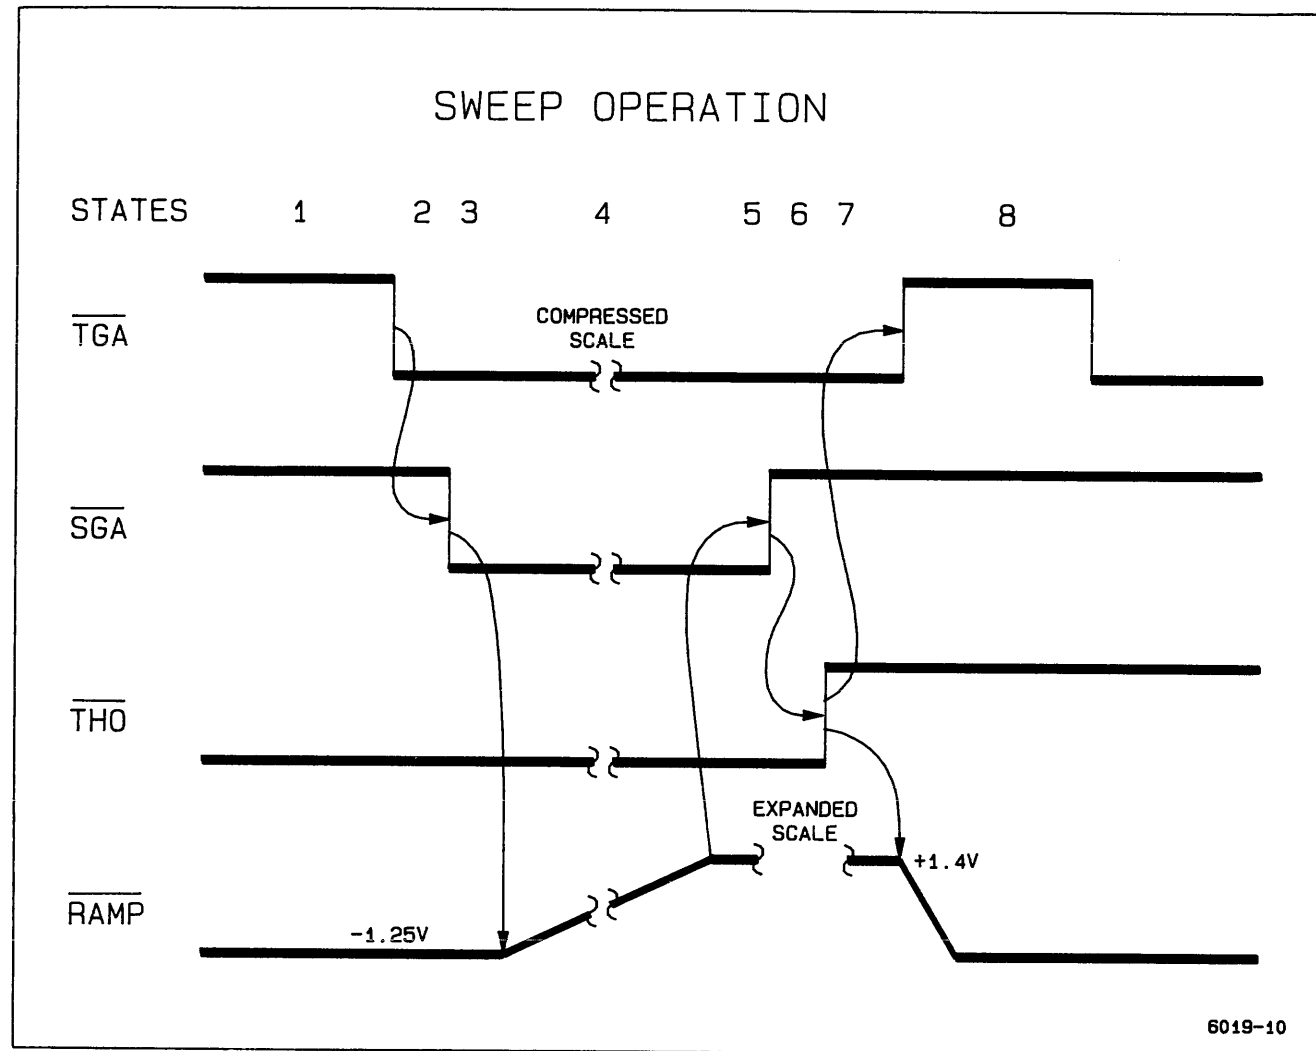 SWEEP OPERATION
STATES 1 2 3 4 5 6 7 8
TGA
COMPRESSED
SCALE
SGA
THO
EXPANDED
SCALE
+1.4V
RAMP
-1.25V
6019-10